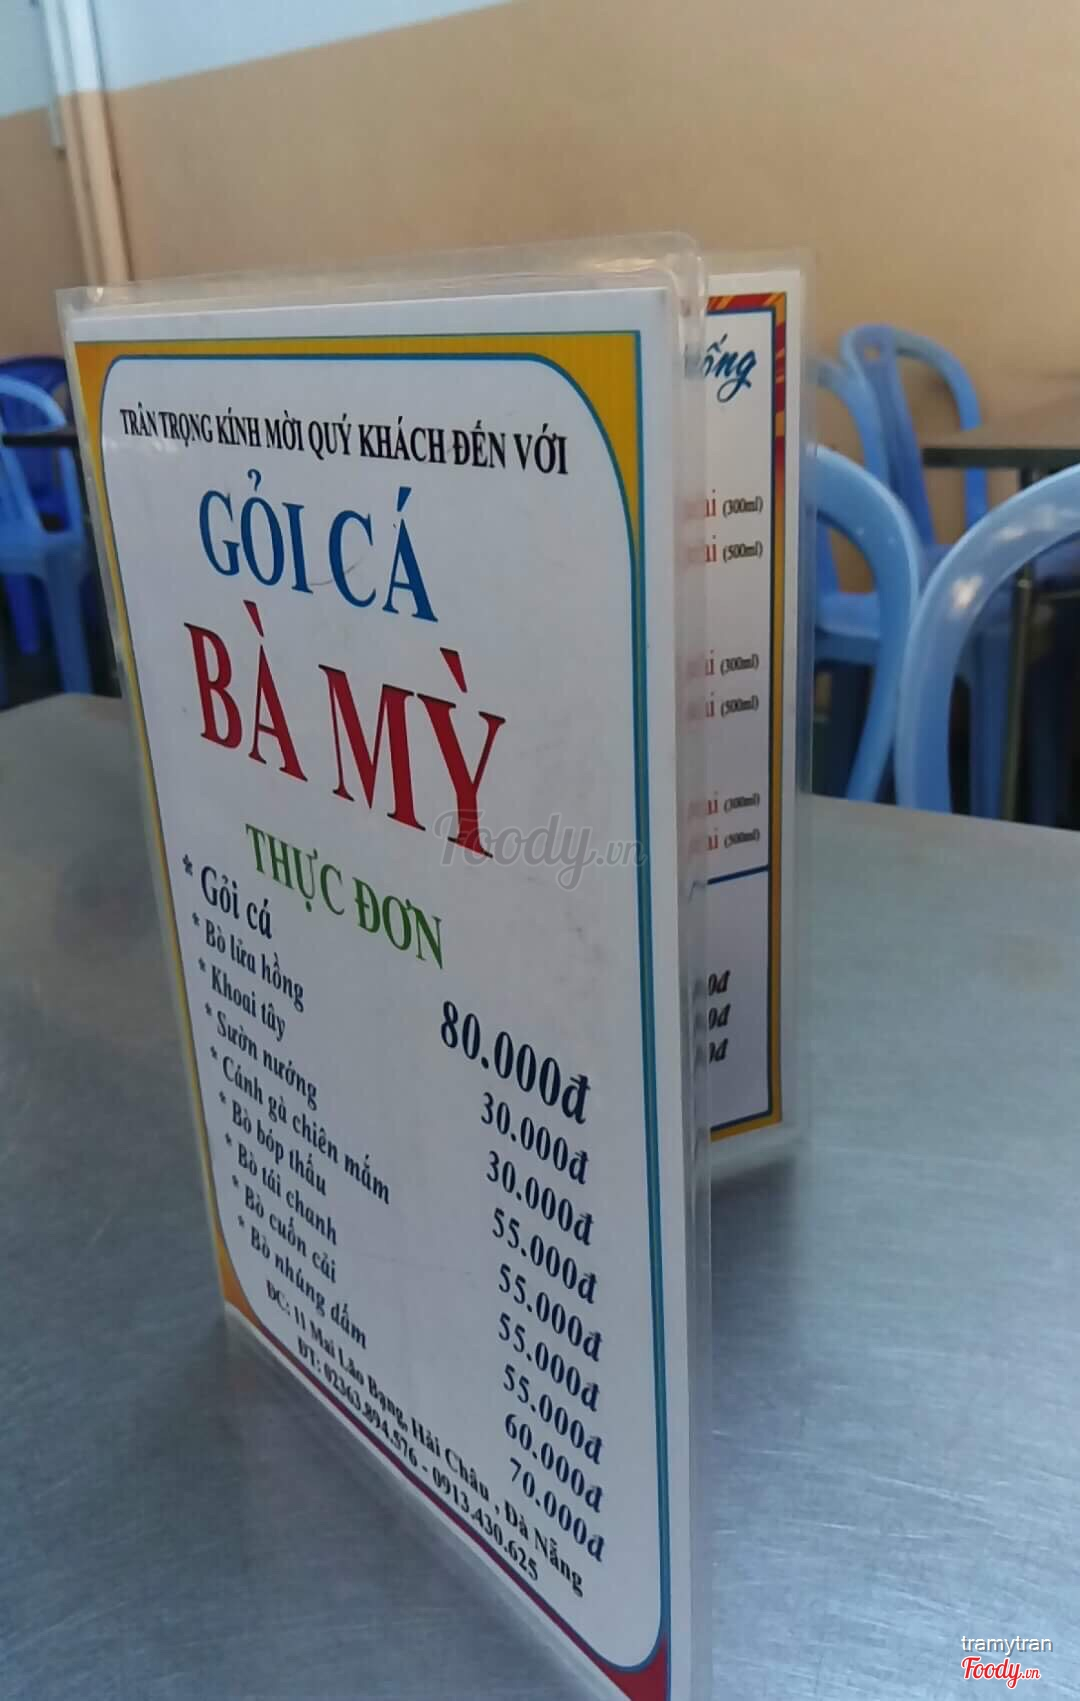 TRÂN TRỌNG KÍNH MỜI QUÝ KHÁCH ĐẾN VỚI
GỎI CÁ
BÀ MỲ
THỰC ĐƠN
* Gỏi cá 80.000đ
* Bò lửa hồng 30.000đ
* Khoai tây 30.000đ
* Sườn nướng 55.000đ
* Cánh gà chiên mắm 55.000đ
* Bò bóp thấu 55.000đ
* Bò tái chanh 55.000đ
* Bò cuốn cải 60.000đ
* Bò nhúng dấm 70.000đ
ĐC: 11 Mai Lão Bạng, Hải Châu , Đà Nẵng
ĐT: 02363.894.576 - 0913.430.625
(300ml)
(500ml)
(300ml)
(500ml)
(300ml)
(500ml)
Foody.vn
tramytran
Foody.vn